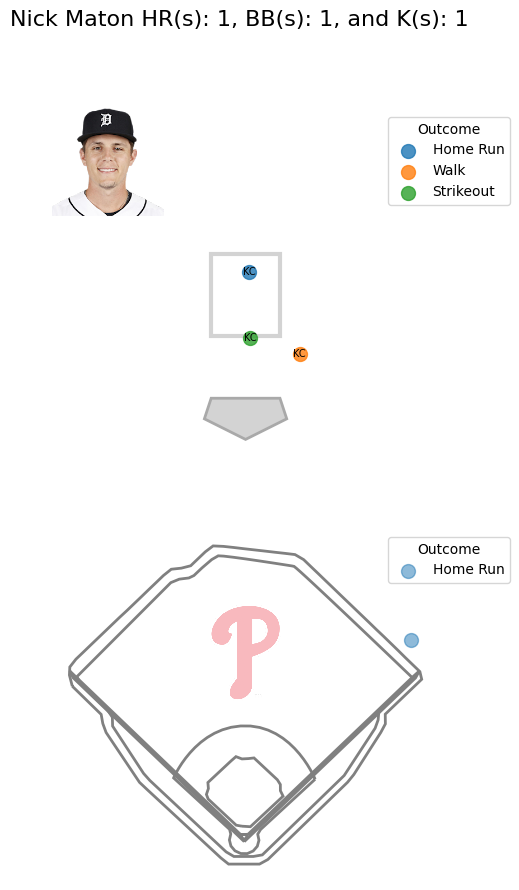 Nick Maton HR(s): 1, BB(s): 1, and K(s): 1
D
Outcome
Home Run
Walk
Strikeout
KC
KC
KC
Outcome
Home Run
P